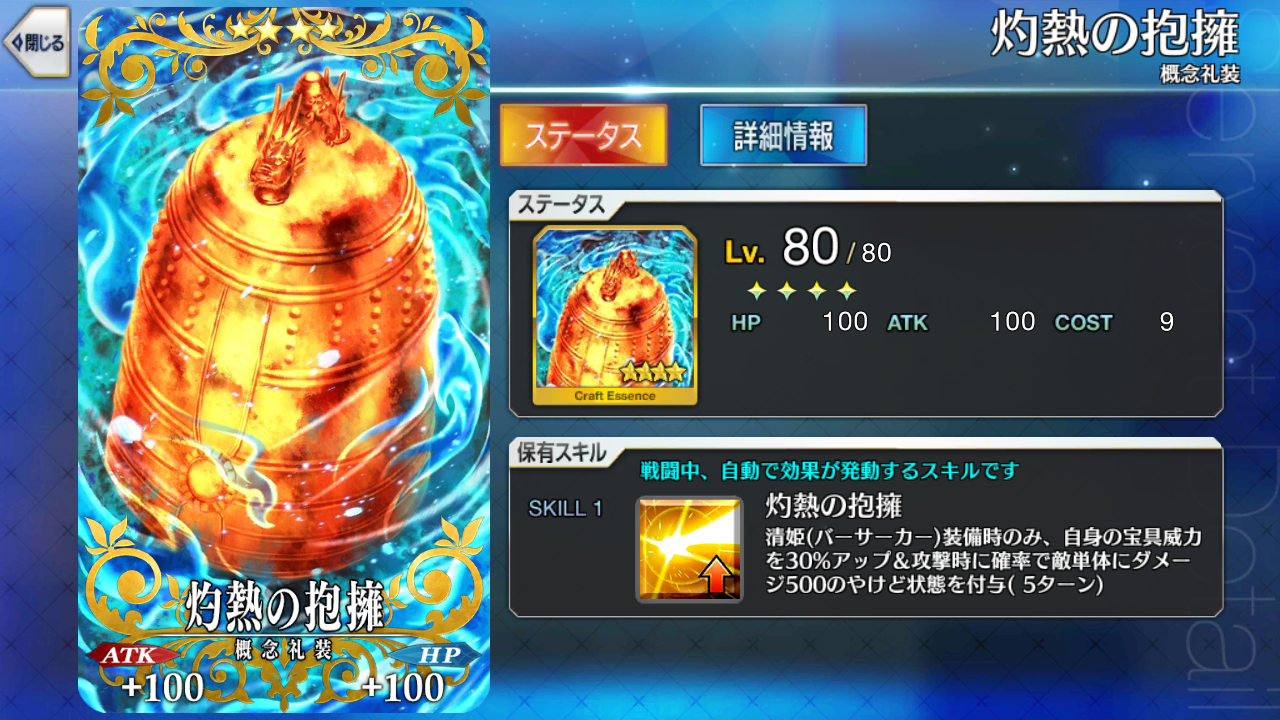 閉じる
灼熱の抱擁
概念礼装
ステータス
詳細情報
ステータス
Lv. 80 / 80
HP 100 ATK 100 COST 9
Craft Essence
保有スキル
戦闘中、自動で効果が発動するスキルです
SKILL 1
灼熱の抱擁
清姫(バーサーカー)装備時のみ、自身の宝具威力
を30%アップ&攻撃時に確率で敵単体にダメー
ジ500のやけど状態を付与( 5ターン)
灼熱の抱擁
概念礼装
ATK HP
+100 +100
Servant Detail